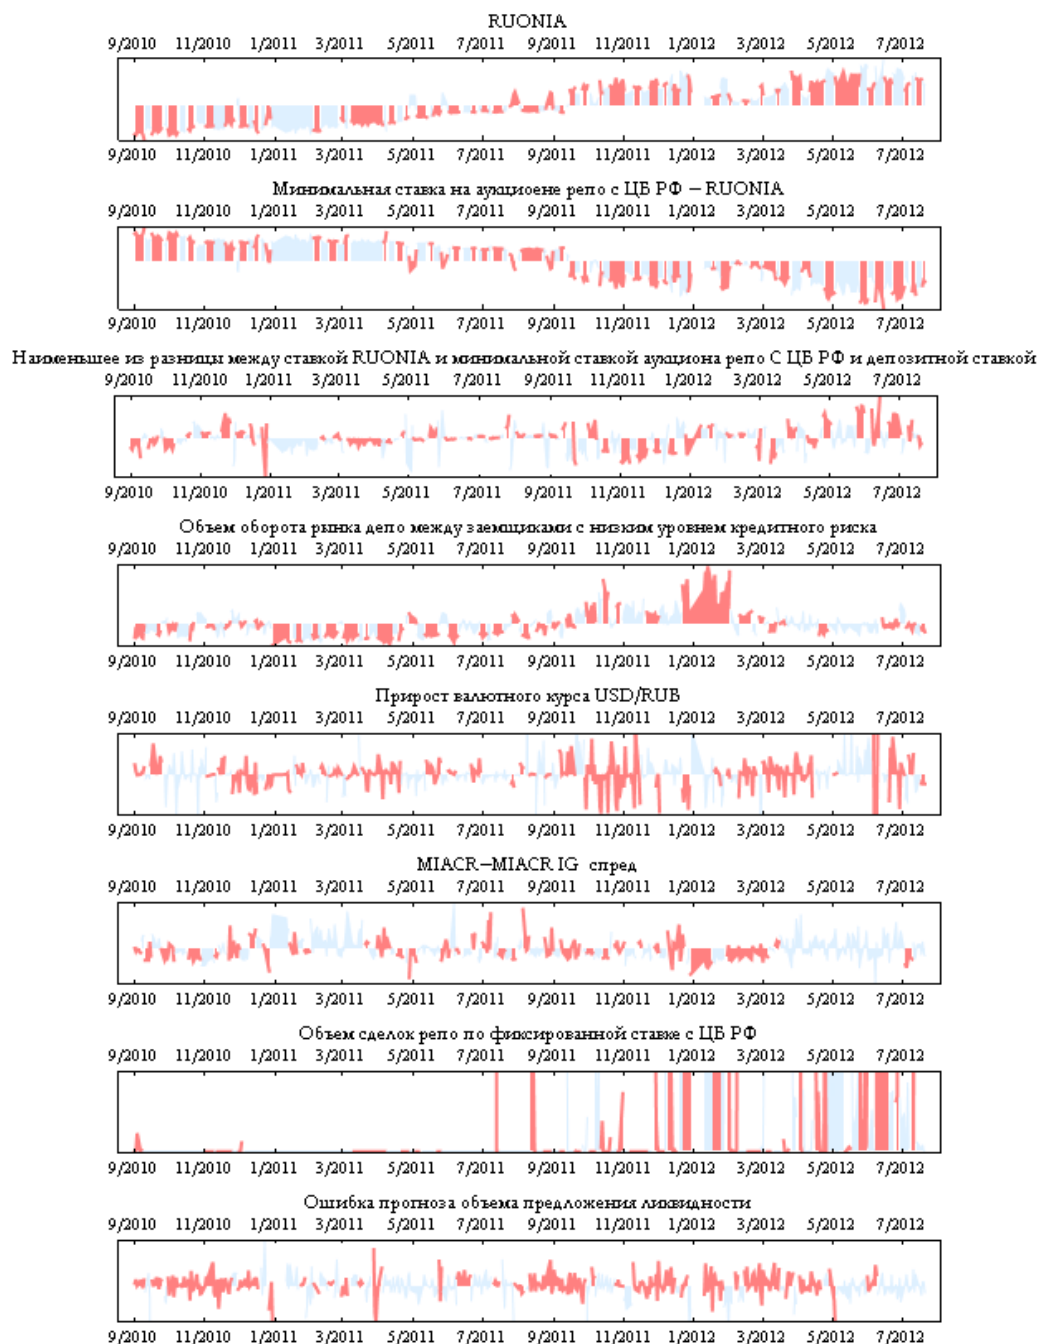 RUONIA
9/2010 11/2010 1/2011 3/2011 5/2011 7/2011 9/2011 11/2011 1/2012 3/2012 5/2012 7/2012
9/2010 11/2010 1/2011 3/2011 5/2011 7/2011 9/2011 11/2011 1/2012 3/2012 5/2012 7/2012
Минимальная ставка на аукциоене репо с ЦБ РФ – RUONIA
9/2010 11/2010 1/2011 3/2011 5/2011 7/2011 9/2011 11/2011 1/2012 3/2012 5/2012 7/2012
9/2010 11/2010 1/2011 3/2011 5/2011 7/2011 9/2011 11/2011 1/2012 3/2012 5/2012 7/2012
Наименьшее из разницы между ставкой RUONIA и минимальной ставкой аукциона репо С ЦБ РФ и депозитной ставкой
9/2010 11/2010 1/2011 3/2011 5/2011 7/2011 9/2011 11/2011 1/2012 3/2012 5/2012 7/2012
9/2010 11/2010 1/2011 3/2011 5/2011 7/2011 9/2011 11/2011 1/2012 3/2012 5/2012 7/2012
Объем оборота рынка депо между заемщиками с низким уровнем кредитного риска
9/2010 11/2010 1/2011 3/2011 5/2011 7/2011 9/2011 11/2011 1/2012 3/2012 5/2012 7/2012
9/2010 11/2010 1/2011 3/2011 5/2011 7/2011 9/2011 11/2011 1/2012 3/2012 5/2012 7/2012
Прирост валютного курса USD/RUB
9/2010 11/2010 1/2011 3/2011 5/2011 7/2011 9/2011 11/2011 1/2012 3/2012 5/2012 7/2012
9/2010 11/2010 1/2011 3/2011 5/2011 7/2011 9/2011 11/2011 1/2012 3/2012 5/2012 7/2012
MIACR–MIACR IG спред
9/2010 11/2010 1/2011 3/2011 5/2011 7/2011 9/2011 11/2011 1/2012 3/2012 5/2012 7/2012
9/2010 11/2010 1/2011 3/2011 5/2011 7/2011 9/2011 11/2011 1/2012 3/2012 5/2012 7/2012
Объем сделок репо по фиксированной ставке с ЦБ РФ
9/2010 11/2010 1/2011 3/2011 5/2011 7/2011 9/2011 11/2011 1/2012 3/2012 5/2012 7/2012
9/2010 11/2010 1/2011 3/2011 5/2011 7/2011 9/2011 11/2011 1/2012 3/2012 5/2012 7/2012
Ошибка прогноза объема предложения ликвидности
9/2010 11/2010 1/2011 3/2011 5/2011 7/2011 9/2011 11/2011 1/2012 3/2012 5/2012 7/2012
9/2010 11/2010 1/2011 3/2011 5/2011 7/2011 9/2011 11/2011 1/2012 3/2012 5/2012 7/2012